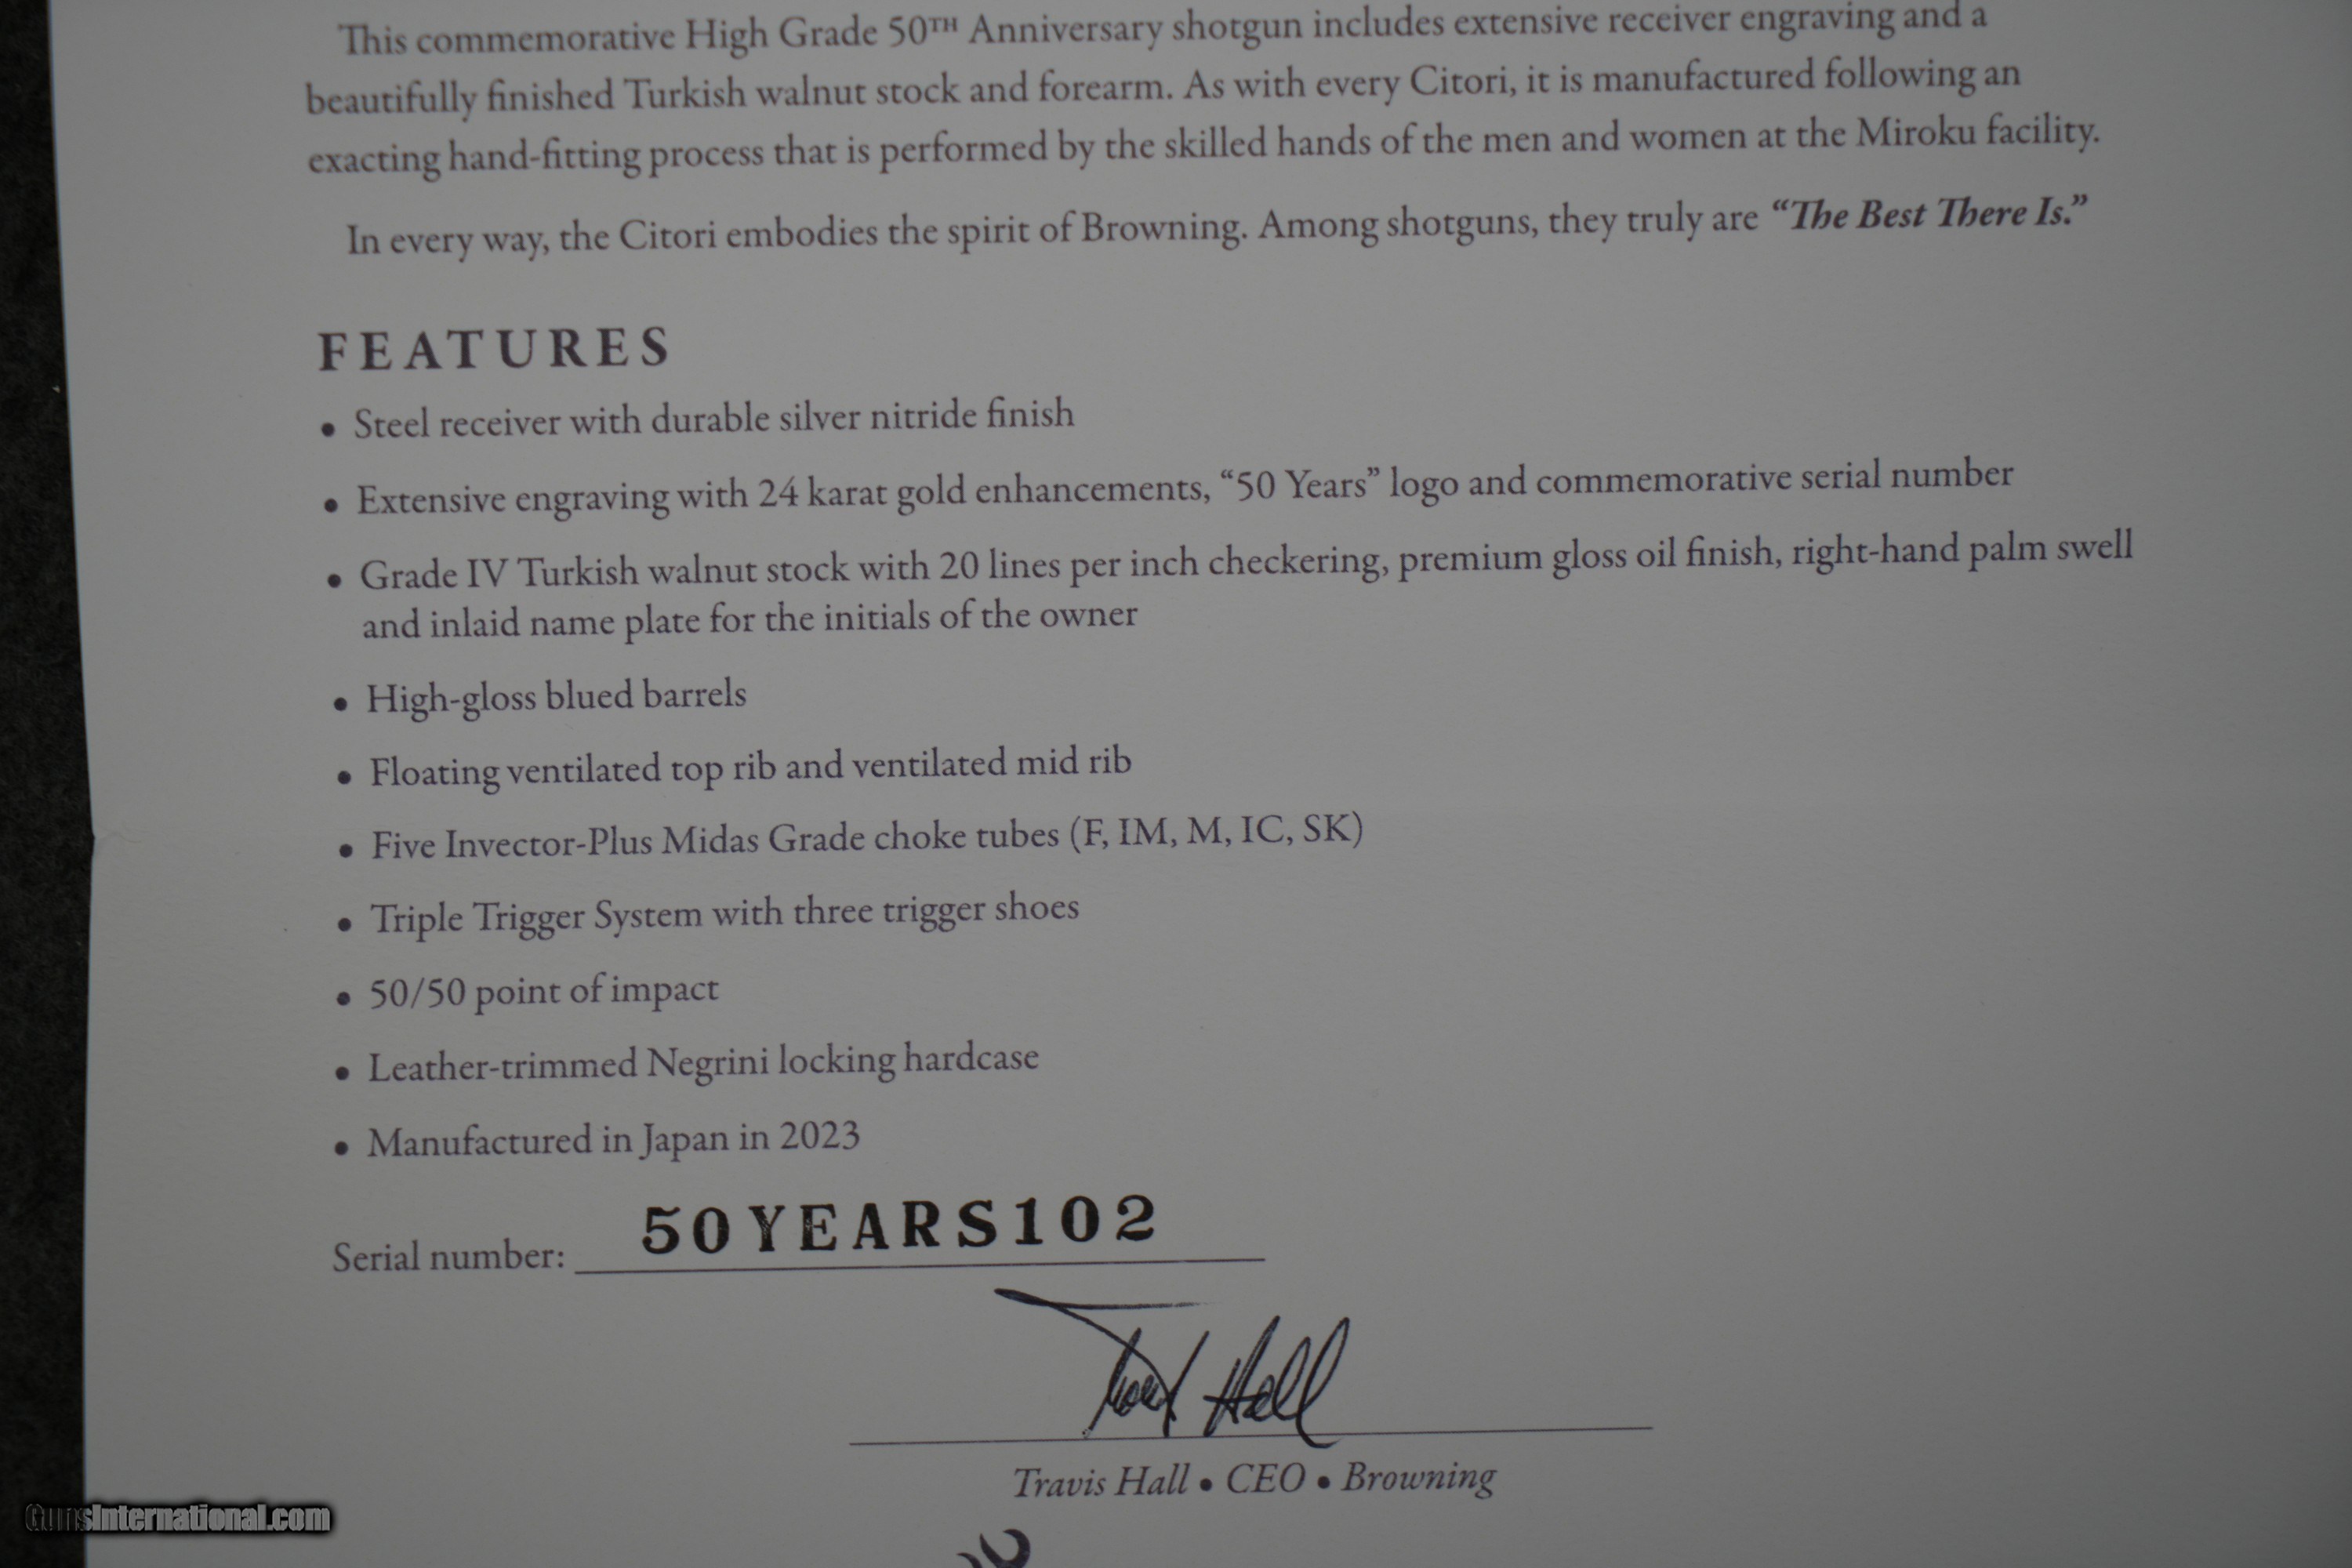 This commemorative High Grade 50TH Anniversary shotgun includes extensive receiver engraving and a
beautifully finished Turkish walnut stock and forearm. As with every Citori, it is manufactured following an
exacting hand-fitting process that is performed by the skilled hands of the men and women at the Miroku facility.
In every way, the Citori embodies the spirit of Browning. Among shotguns, they truly are “The Best There Is.”
FEATURES
• Steel receiver with durable silver nitride finish
• Extensive engraving with 24 karat gold enhancements, “50 Years” logo and commemorative serial number
• Grade IV Turkish walnut stock with 20 lines per inch checkering, premium gloss oil finish, right-hand palm swell
and inlaid name plate for the initials of the owner
• High-gloss blued barrels
• Floating ventilated top rib and ventilated mid rib
• Five Invector-Plus Midas Grade choke tubes (F, IM, M, IC, SK)
• Triple Trigger System with three trigger shoes
• 50/50 point of impact
• Leather-trimmed Negrini locking hardcase
• Manufactured in Japan in 2023
Serial number: 50YEARS102
Travis Hall
Travis Hall • CEO • Browning
GunsInternational.com